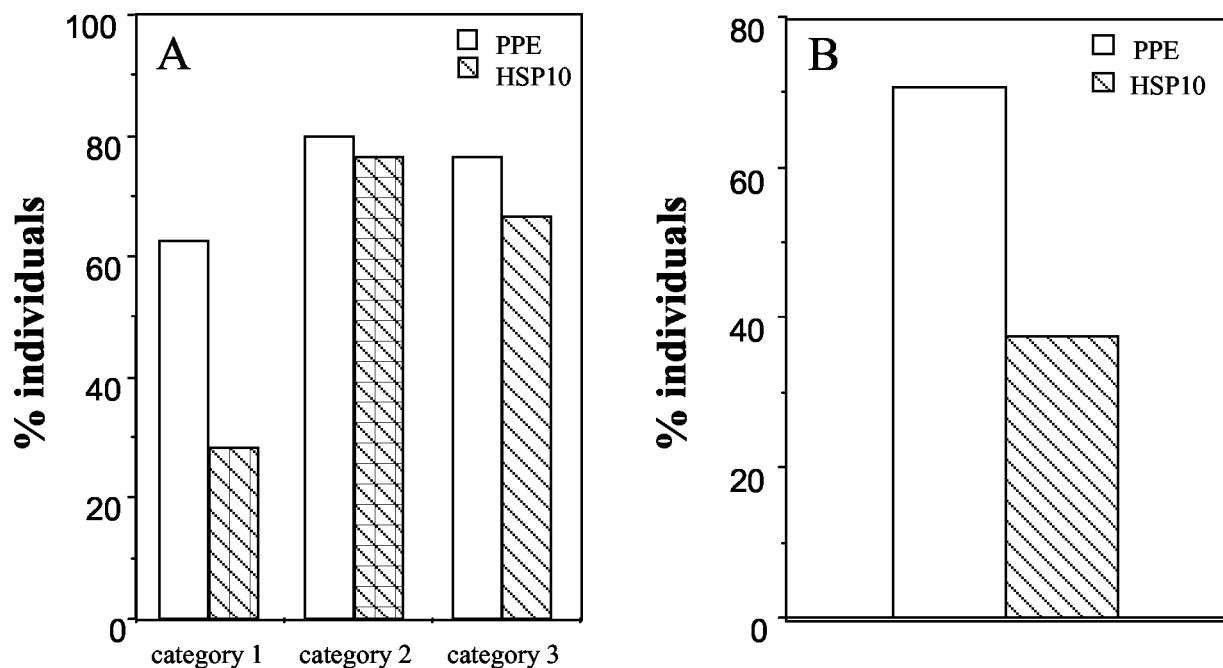 A
PPE
HSP10
% individuals
100
80
60
40
20
0
category 1 category 2 category 3
B
PPE
HSP10
% individuals
80
60
40
20
0